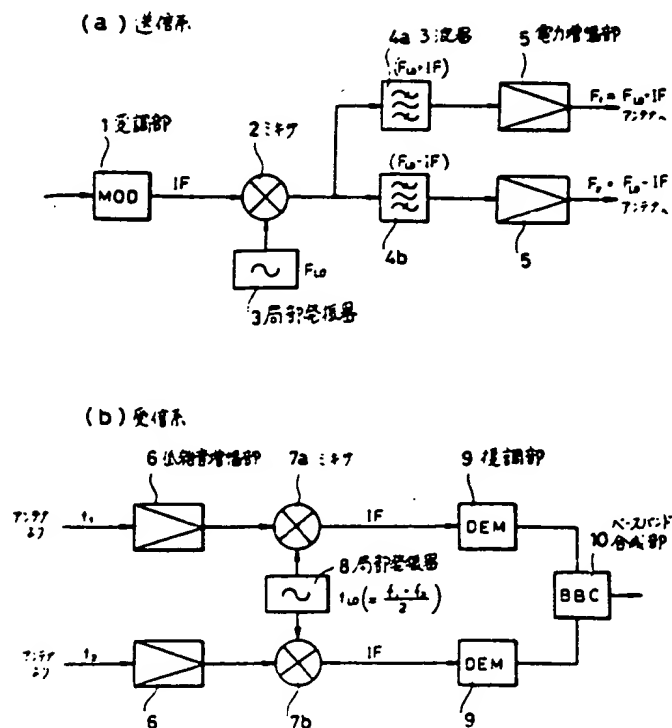 (a) 送信系
4a ろ波器
(FLO+IF)
5 電力増幅部
F₁ = FLO+IF
アンテナへ
1 変調部
2 ミキサ
MOD
IF
(FLO-IF)
F₂ = FLO-IF
アンテナへ
4b
5
FLO
3 局部発振器
(b) 受信系
6 低雑音増幅部
7a ミキサ
9 復調部
アンテナ
より
f₁
IF
DEM
ベースバンド
10 合成部
8 局部発振器
BBC
アンテナ
より
f₂
IF
DEM
6
7b
9